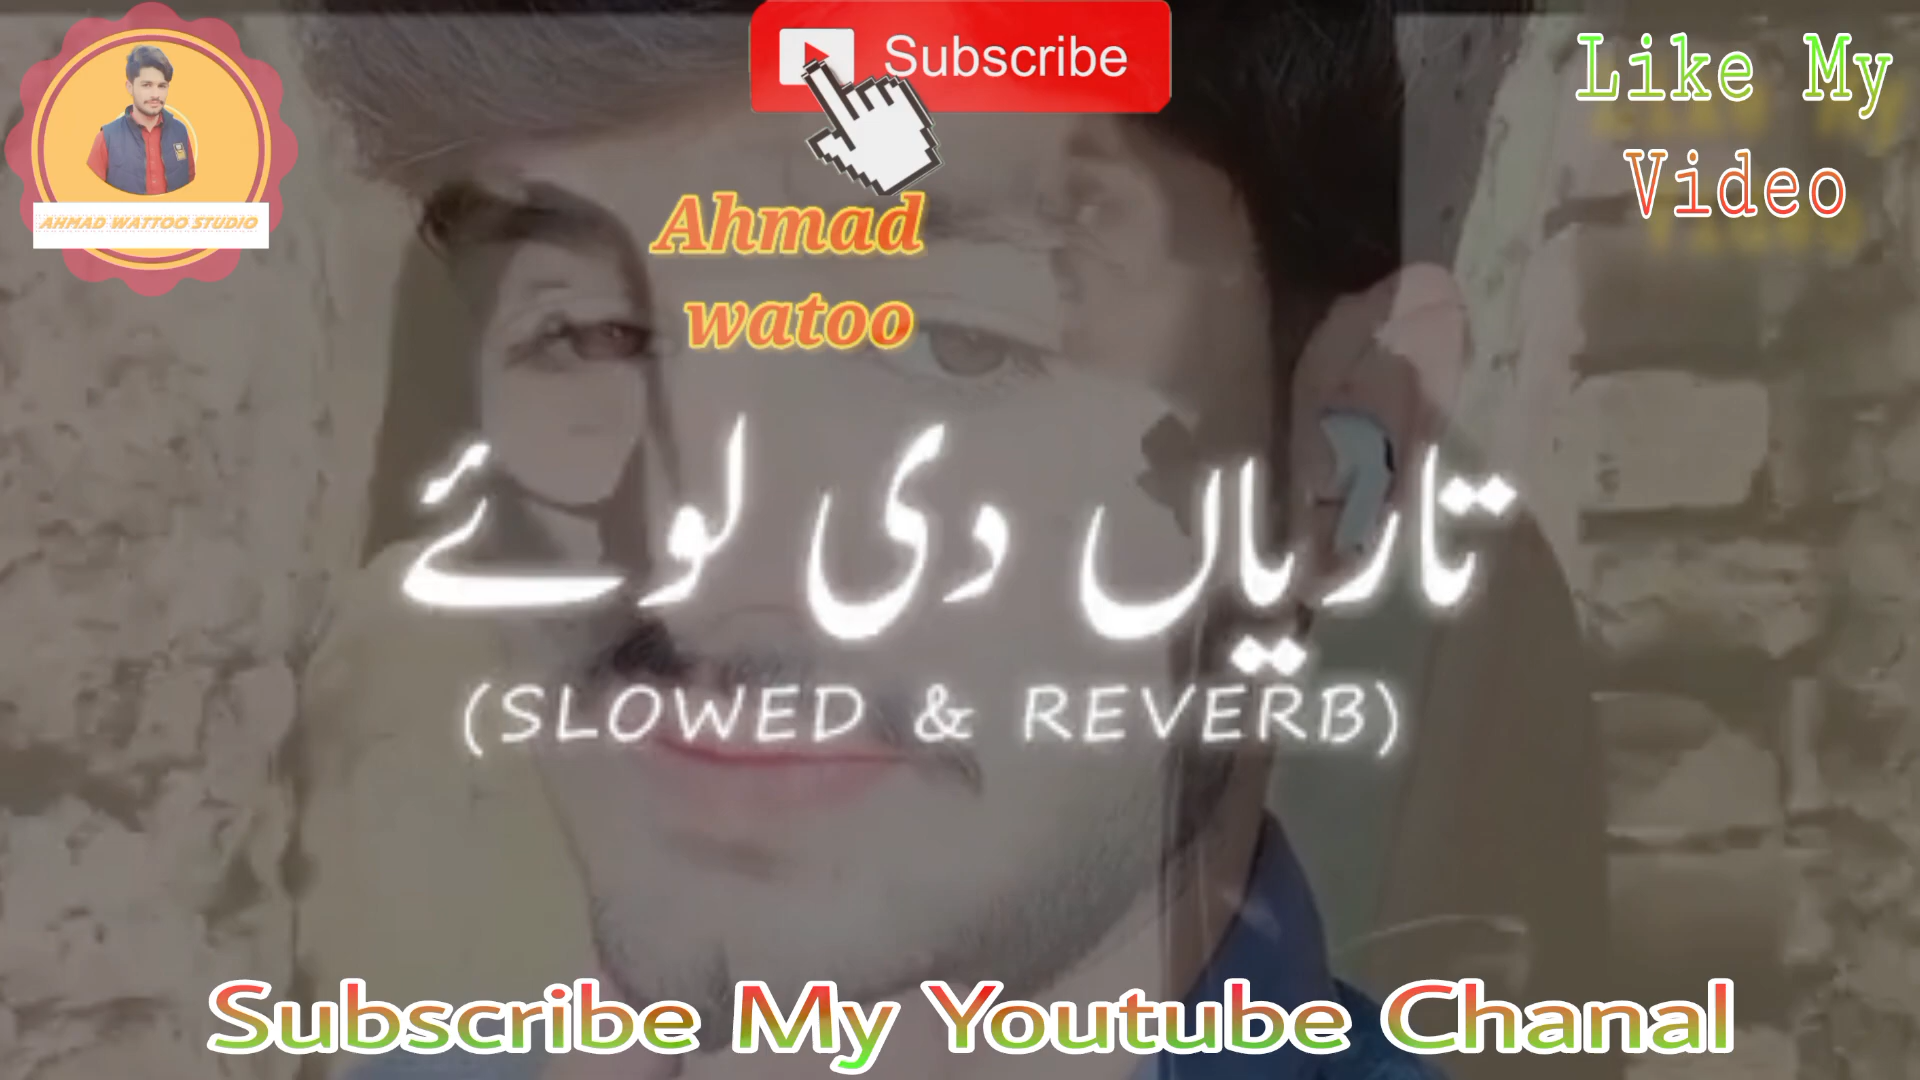 Subscribe
Like My
Video
AHMAD WATTOO STUDIO
Ahmad
watoo
تاریاں دی لوئے
(SLOWED & REVERB)
Subscribe My Youtube Chanal